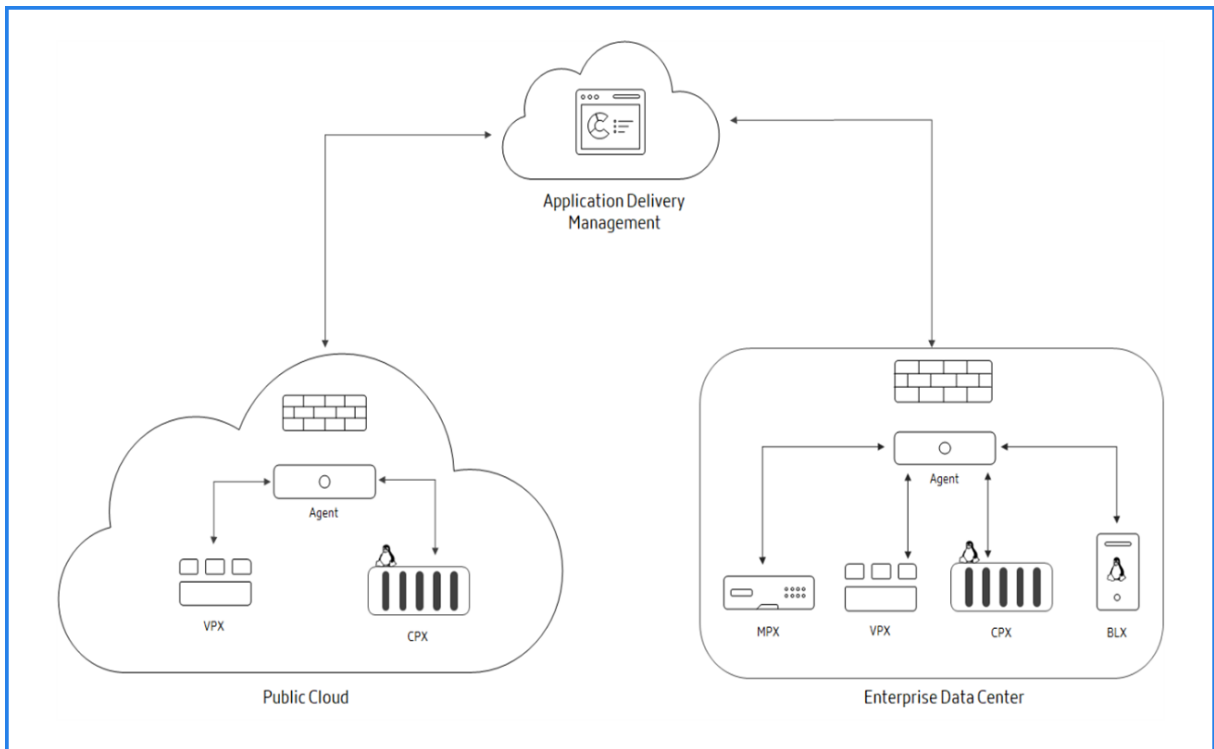 Application Delivery
Management
Agent
VPX
CPX
Public Cloud
Agent
MPX
VPX
CPX
BLX
Enterprise Data Center